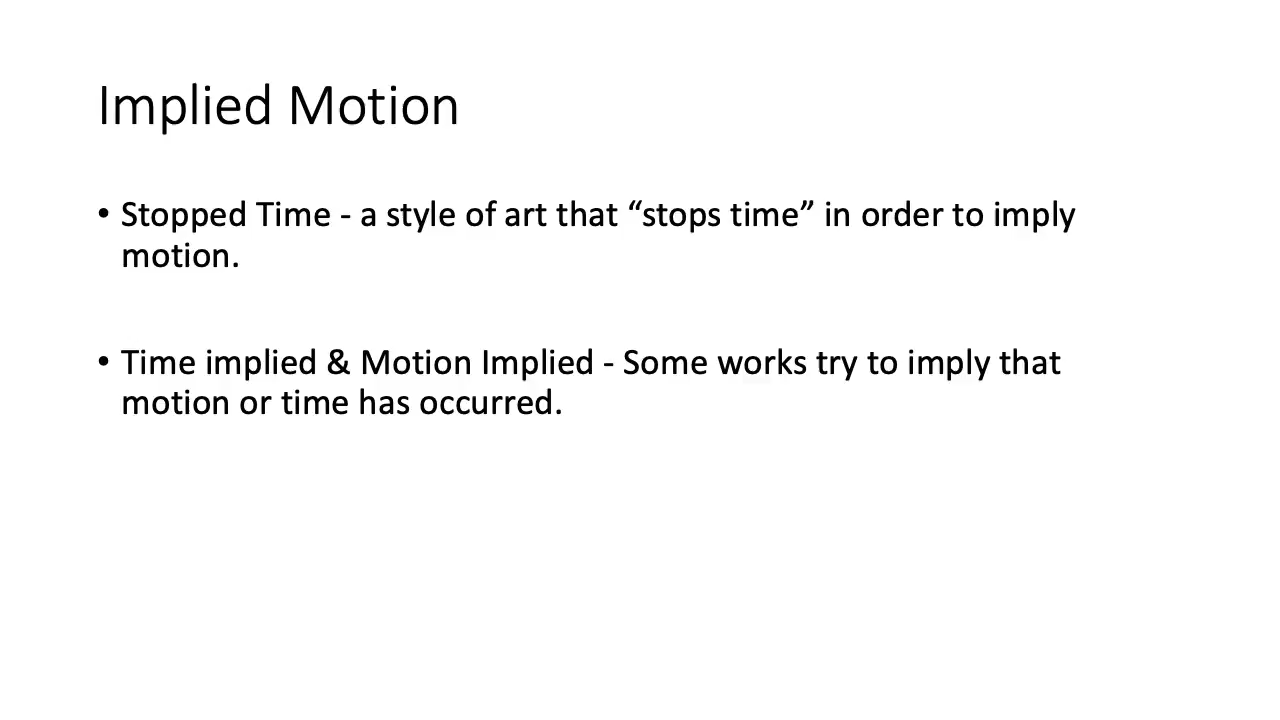 Implied Motion
• Stopped Time - a style of art that “stops time” in order to imply
motion.
• Time implied & Motion Implied - Some works try to imply that
motion or time has occurred.